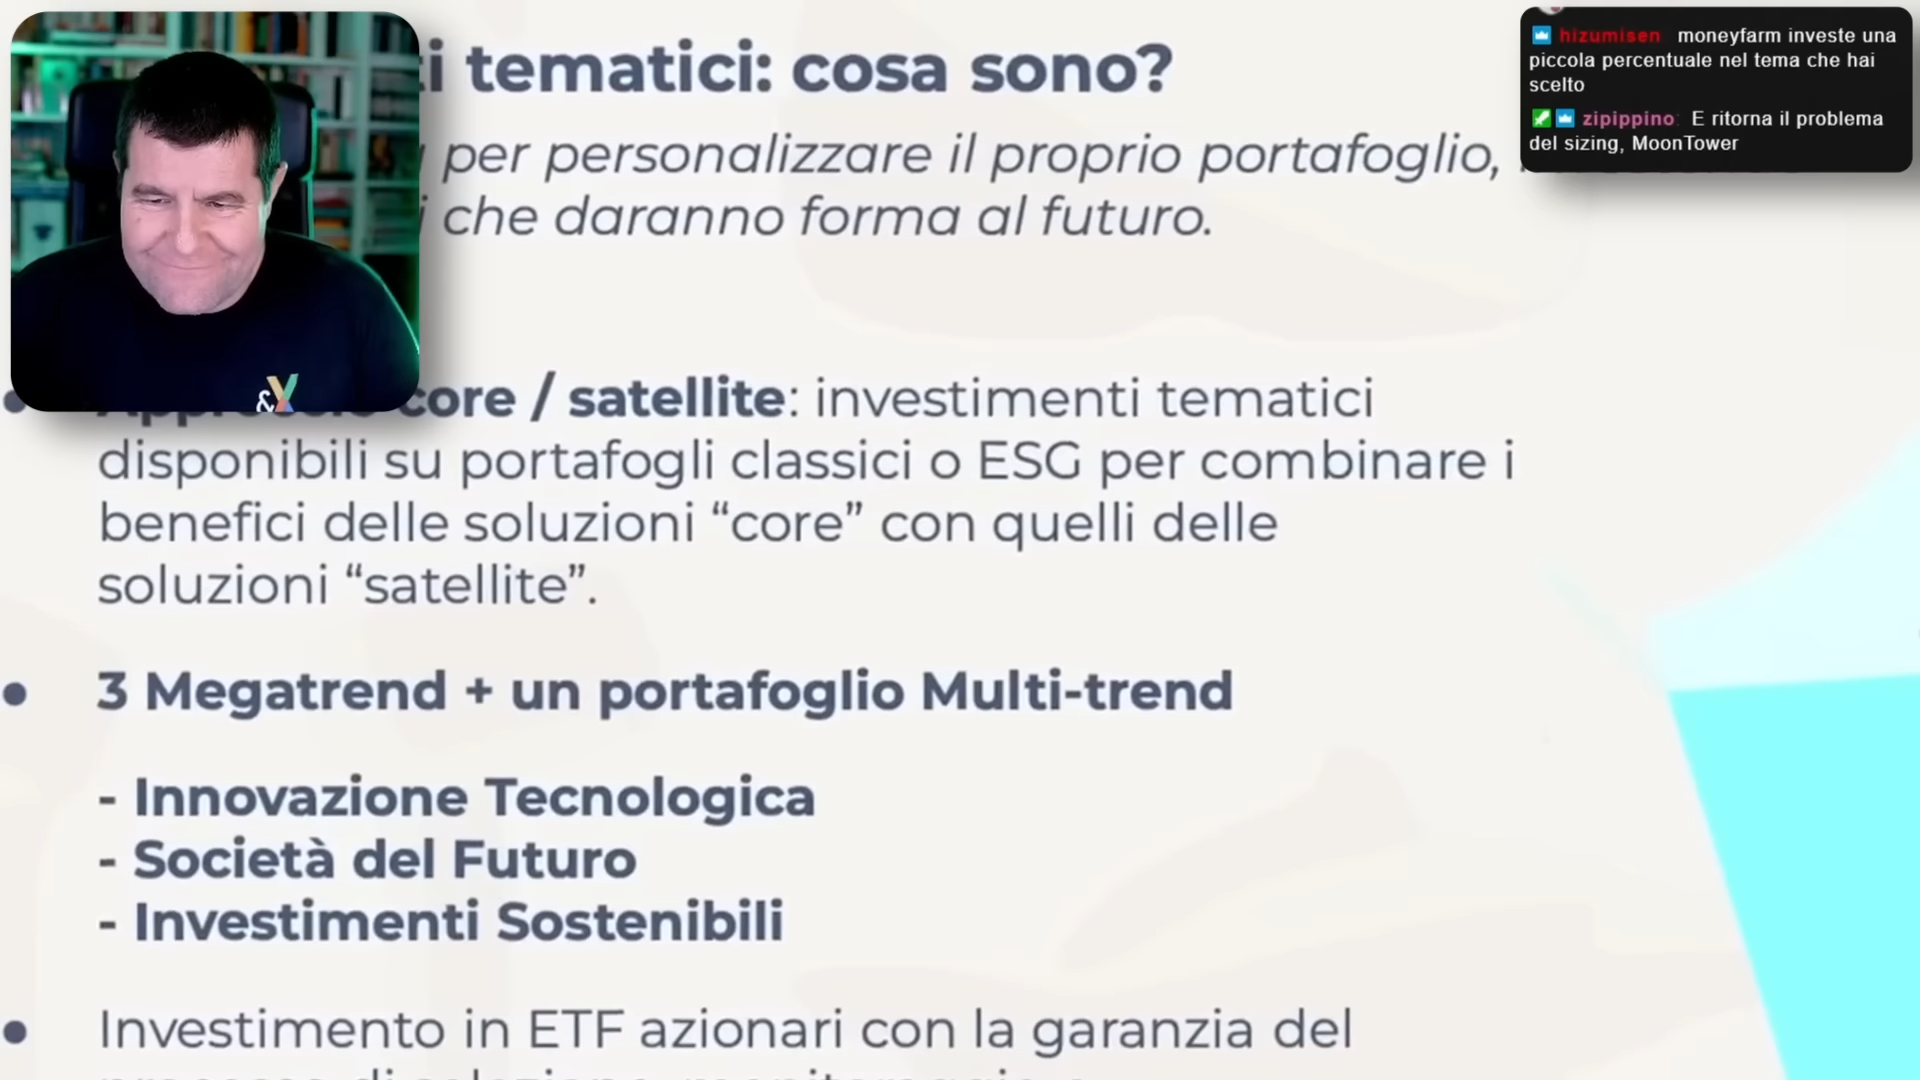 tematici: cosa sono?
per personalizzare il proprio portafoglio,
che daranno forma al futuro.
core / satellite: investimenti tematici
disponibili su portafogli classici o ESG per combinare i
benefici delle soluzioni “core” con quelli delle
soluzioni “satellite”.
3 Megatrend + un portafoglio Multi-trend
- Innovazione Tecnologica
- Società del Futuro
- Investimenti Sostenibili
Investimento in ETF azionari con la garanzia del
hizumisen moneyfarm investe una
piccola percentuale nel tema che hai
scelto
zipippino: E ritorna il problema
del sizing, MoonTower
&X